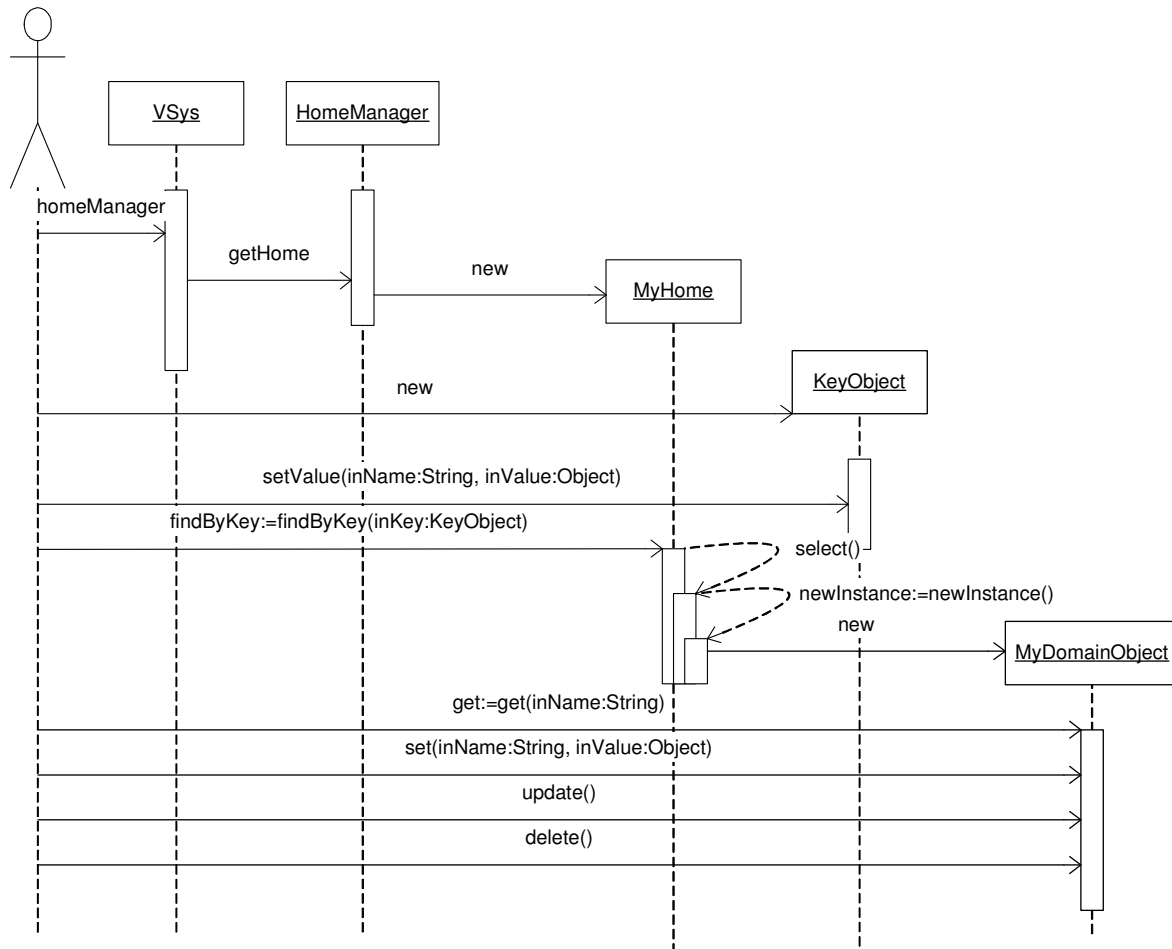 VSys
HomeManager
homeManager
getHome
new
MyHome
KeyObject
new
setValue(inName:String, inValue:Object)
findByKey:=findByKey(inKey:KeyObject)
select()
newInstance:=newInstance()
new
MyDomainObject
get:=get(inName:String)
set(inName:String, inValue:Object)
update()
delete()